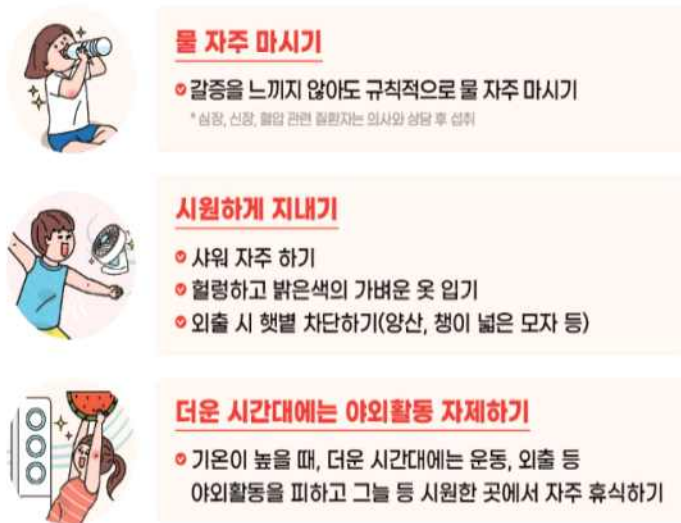 물 자주 마시기
갈증을 느끼지 않아도 규칙적으로 물 자주 마시기
* 심장, 신장, 혈압 관련 질환자는 의사와 상담 후 섭취
시원하게 지내기
샤워 자주 하기
헐렁하고 밝은색의 가벼운 옷 입기
외출 시 햇볕 차단하기(양산, 챙이 넓은 모자 등)
더운 시간대에는 야외활동 자제하기
기온이 높을 때, 더운 시간대에는 운동, 외출 등
야외활동을 피하고 그늘 등 시원한 곳에서 자주 휴식하기